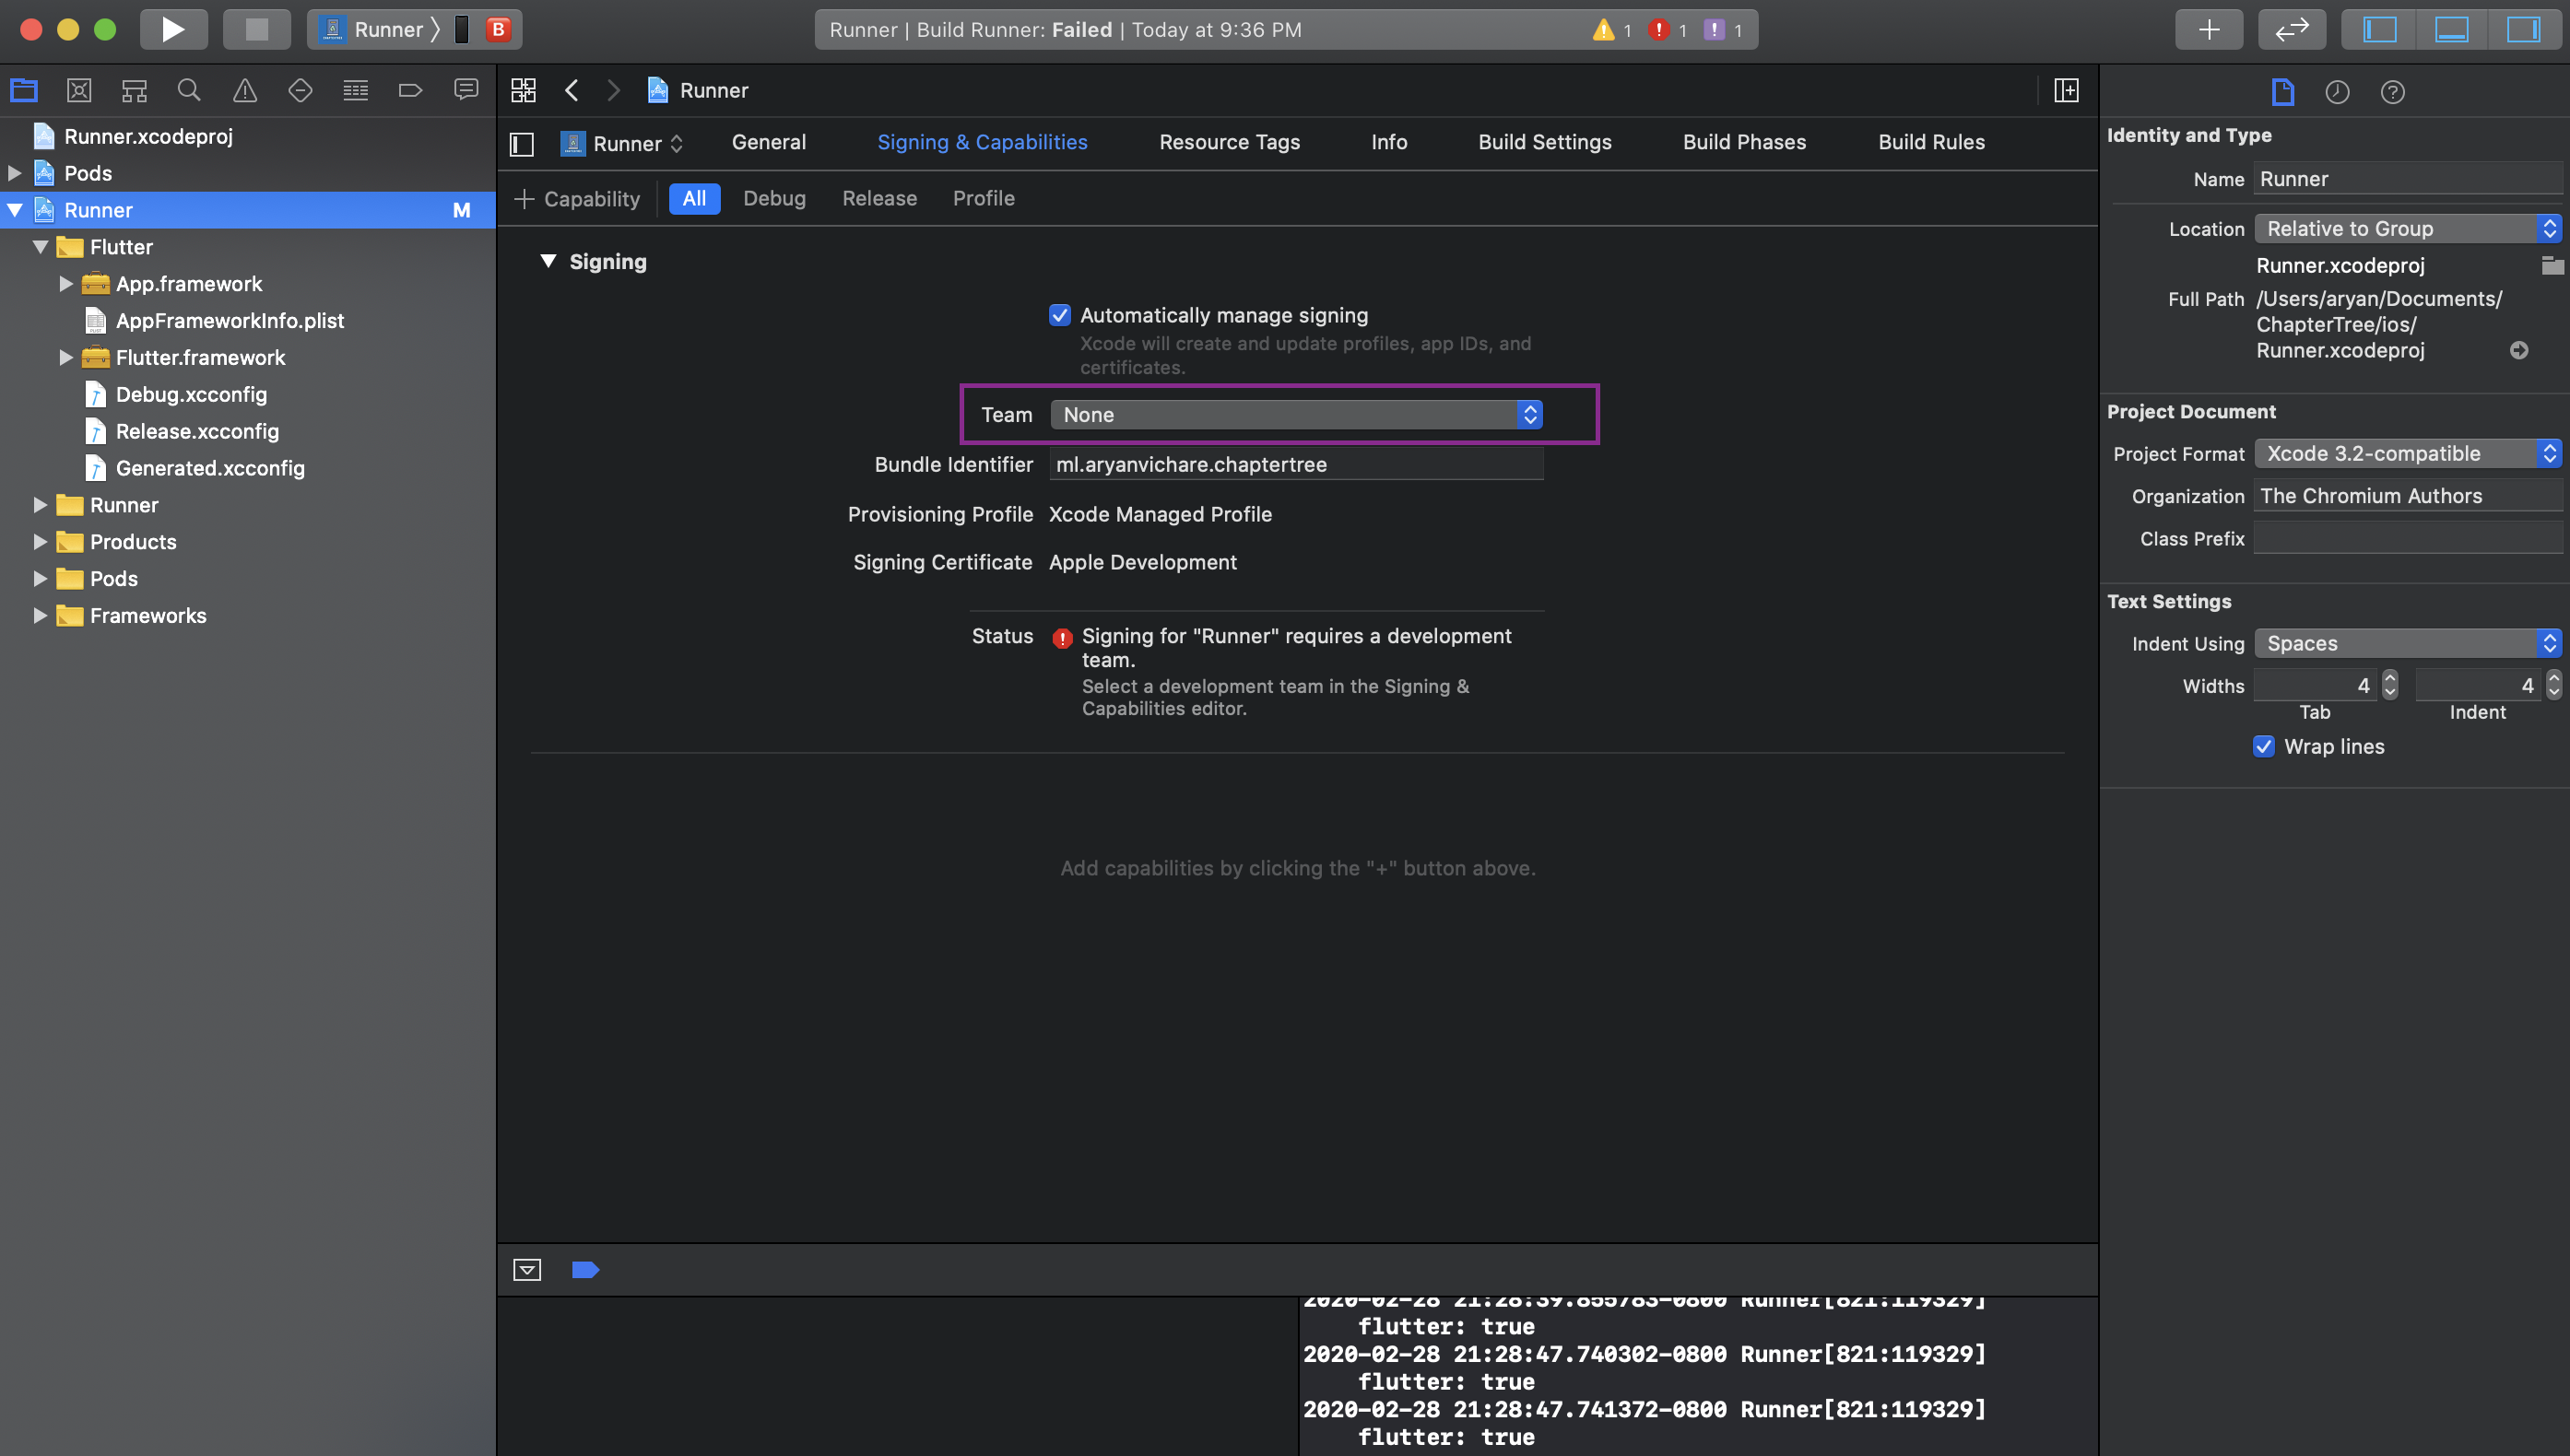 Runner 〉 B
Runner | Build Runner: Failed | Today at 9:36 PM
1
1
1
Runner.xcodeproj
Pods
Runner M
Flutter
App.framework
AppFrameworkInfo.plist
Flutter.framework
Debug.xcconfig
Release.xcconfig
Generated.xcconfig
Runner
Products
Pods
Frameworks
Runner
Runner General Signing & Capabilities Resource Tags Info Build Settings Build Phases Build Rules
+ Capability All Debug Release Profile
Signing
Automatically manage signing
Xcode will create and update profiles, app IDs, and
certificates.
Team None
Bundle Identifier ml.aryanvichare.chaptertree
Provisioning Profile Xcode Managed Profile
Signing Certificate Apple Development
Status Signing for "Runner" requires a development
team.
Select a development team in the Signing &
Capabilities editor.
Add capabilities by clicking the "+" button above.
2020-02-28 21:28:39.855783-0800 Runner[821:119329]
flutter: true
2020-02-28 21:28:47.740302-0800 Runner[821:119329]
flutter: true
2020-02-28 21:28:47.741372-0800 Runner[821:119329]
flutter: true
Identity and Type
Name Runner
Location Relative to Group
Runner.xcodeproj
Full Path /Users/aryan/Documents/
ChapterTree/ios/
Runner.xcodeproj
Project Document
Project Format Xcode 3.2-compatible
Organization The Chromium Authors
Class Prefix
Text Settings
Indent Using Spaces
Widths 4 4
Tab Indent
Wrap lines